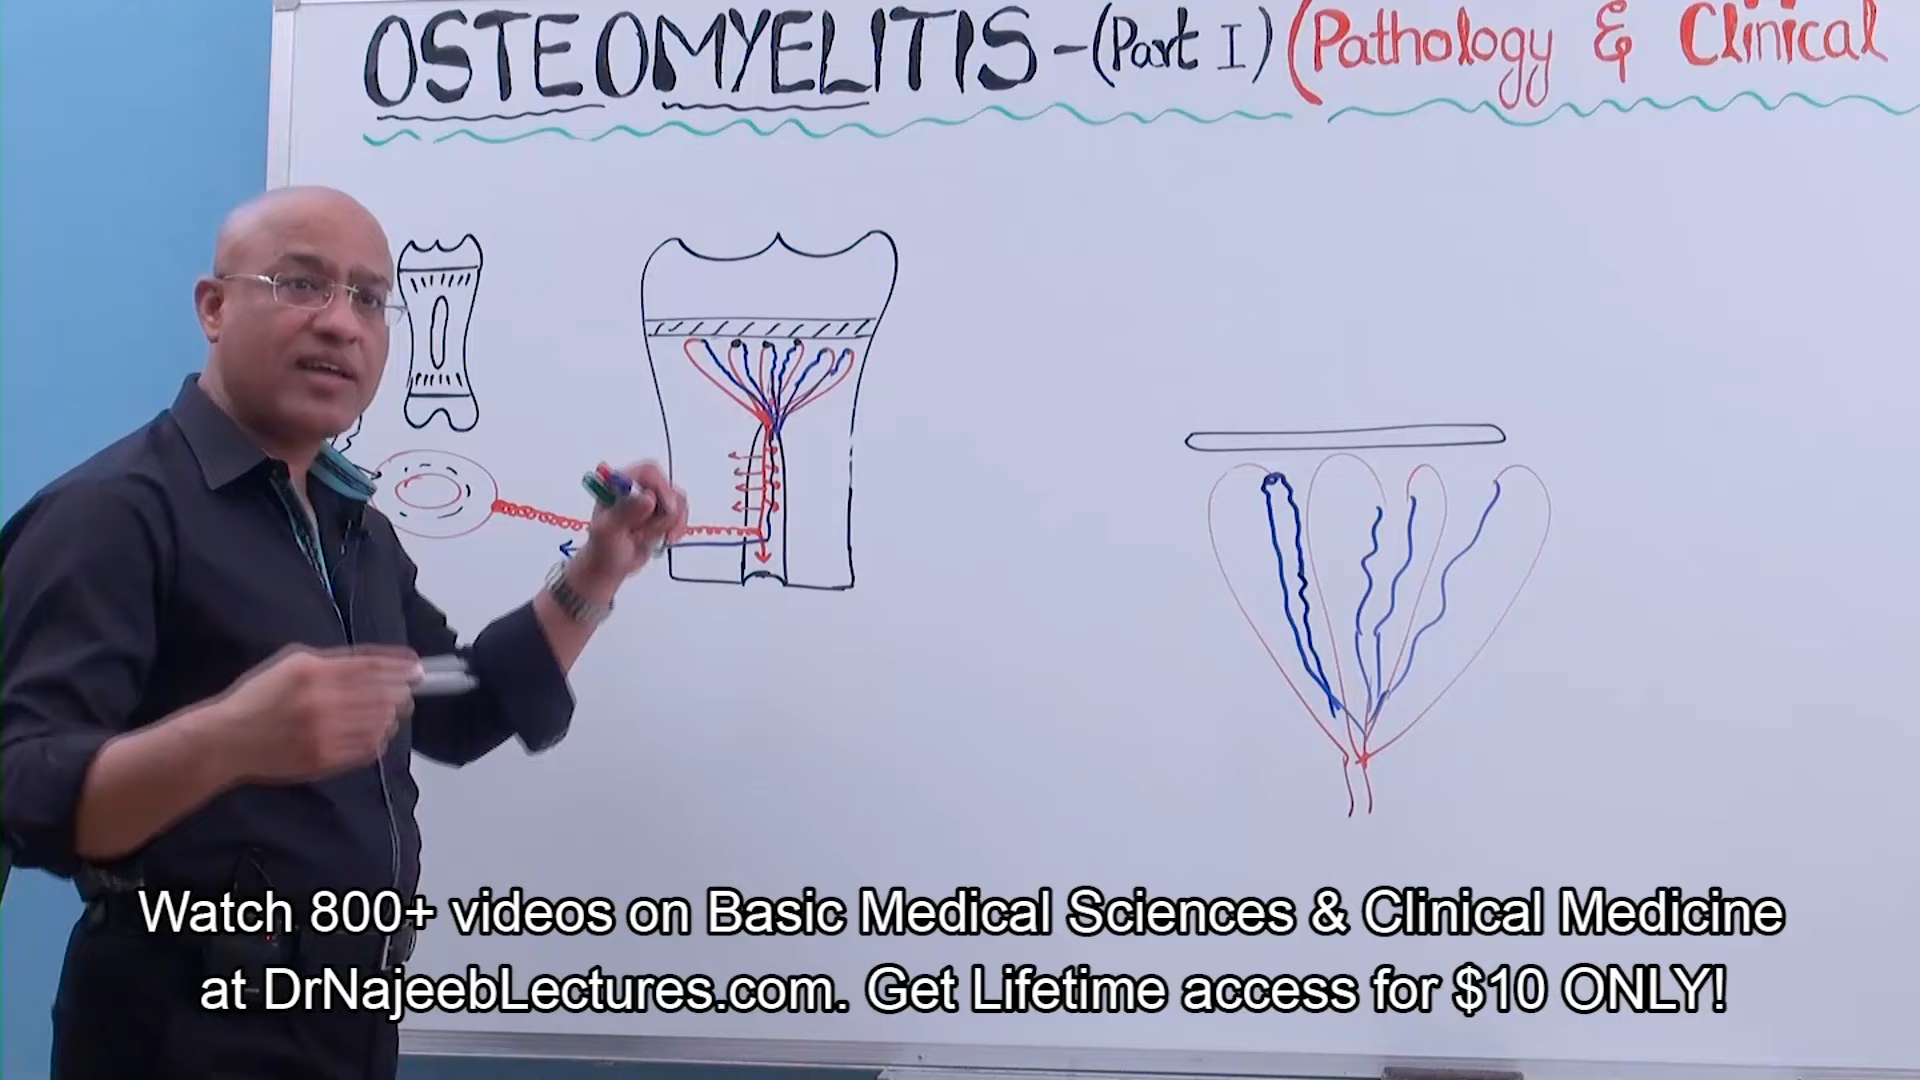 OSTEOMYELITIS - (Part I) (Pathology & Clinical
Watch 800+ videos on Basic Medical Sciences & Clinical Medicine
at DrNajeebLectures.com. Get Lifetime access for $10 ONLY!